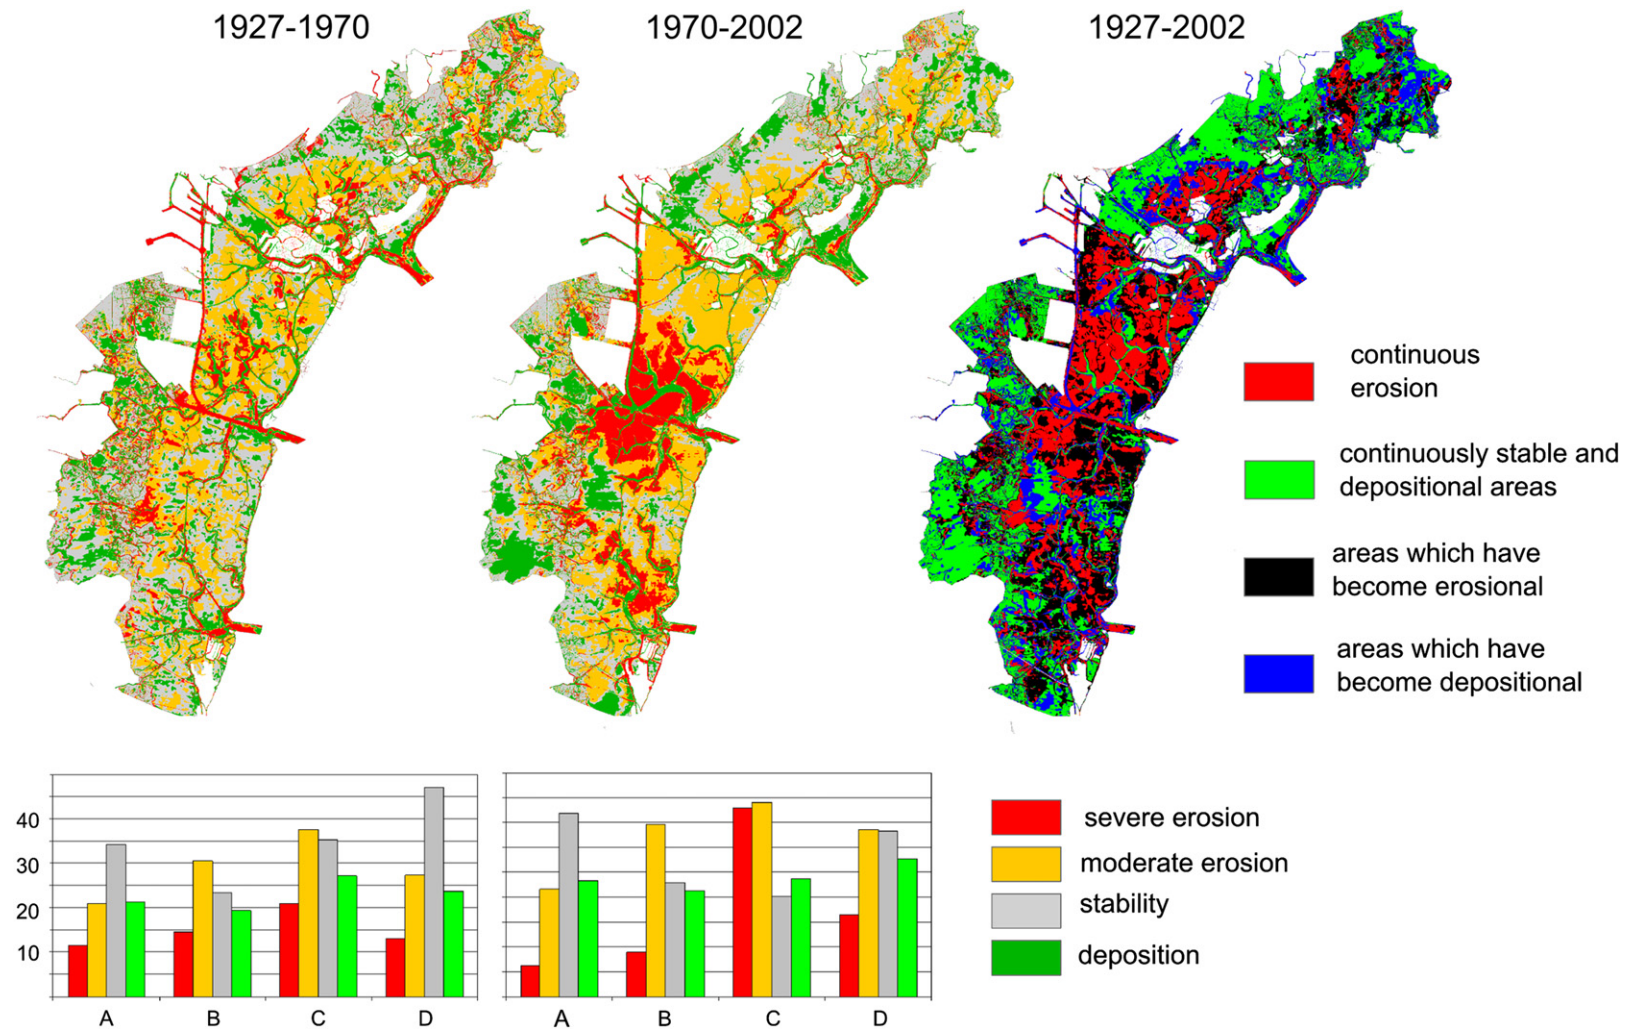 1927-1970
1970-2002
1927-2002
continuous
erosion
continuously stable and
depositional areas
areas which have
become erosional
areas which have
become depositional
40
30
20
10
A
B
C
D
A
B
C
D
severe erosion
moderate erosion
stability
deposition